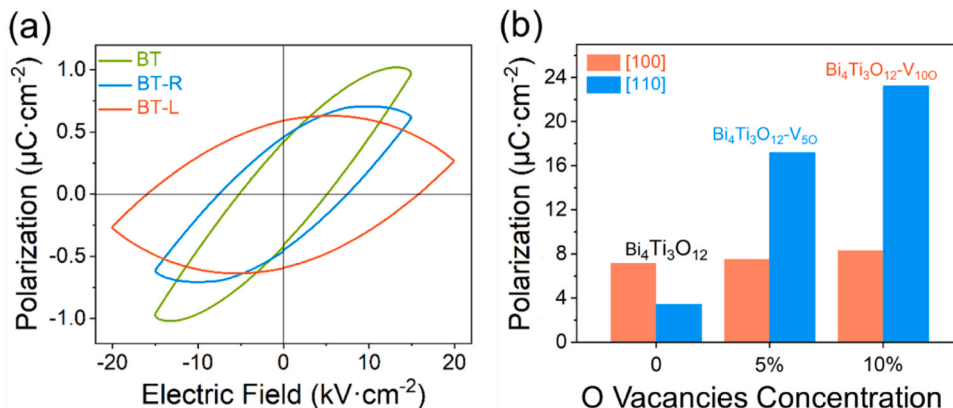 (a)
BT
BT-R
BT-L
Polarization (μC·cm⁻²)
1.0
0.5
0.0
-0.5
-1.0
-20
-10
0
10
20
Electric Field (kV·cm⁻²)
(b)
[100]
[110]
Polarization (μC·cm⁻²)
24
20
16
12
8
4
0
Bi₄Ti₃O₁₂
Bi₄Ti₃O₁₂-V₅O
Bi₄Ti₃O₁₂-V₁₀O
0
5%
10%
O Vacancies Concentration